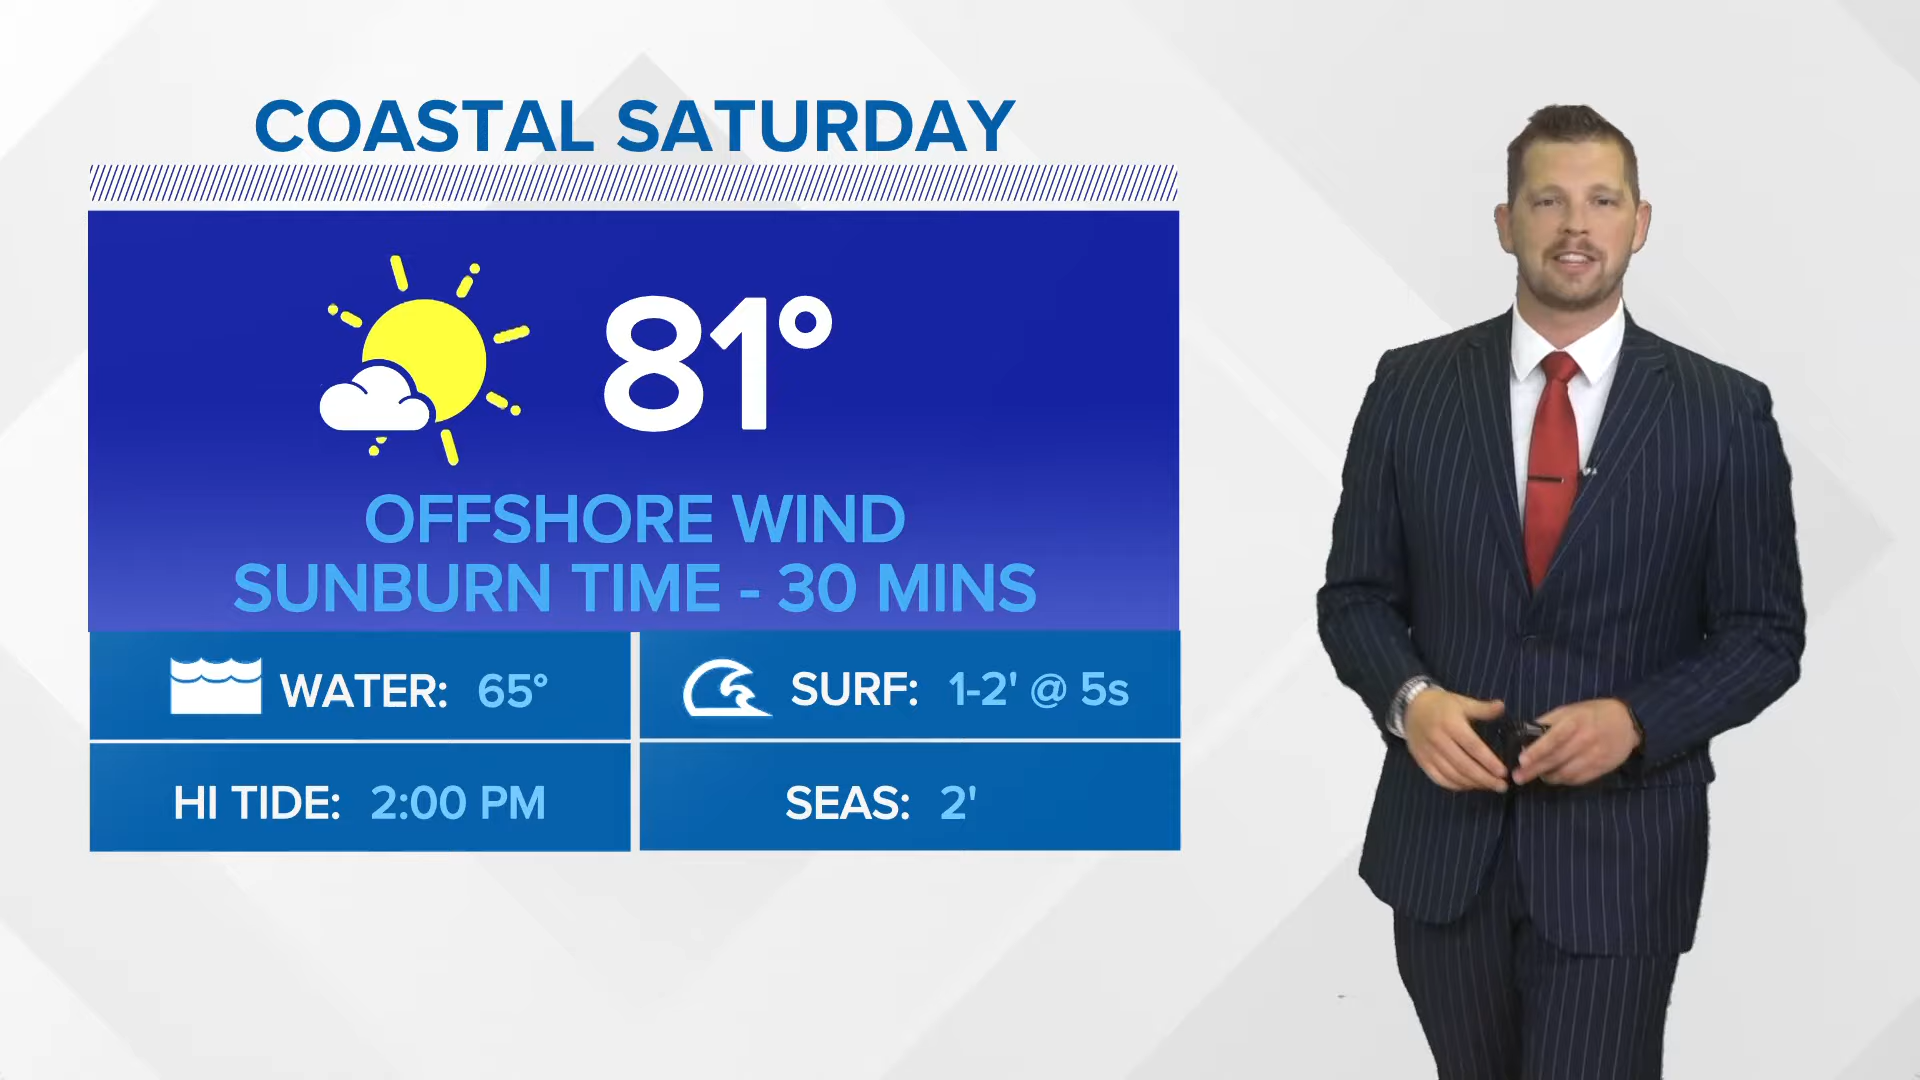 COASTAL SATURDAY
81°
OFFSHORE WIND
SUNBURN TIME - 30 MINS
WATER: 65°
SURF: 1-2' @ 5s
HI TIDE: 2:00 PM
SEAS: 2'